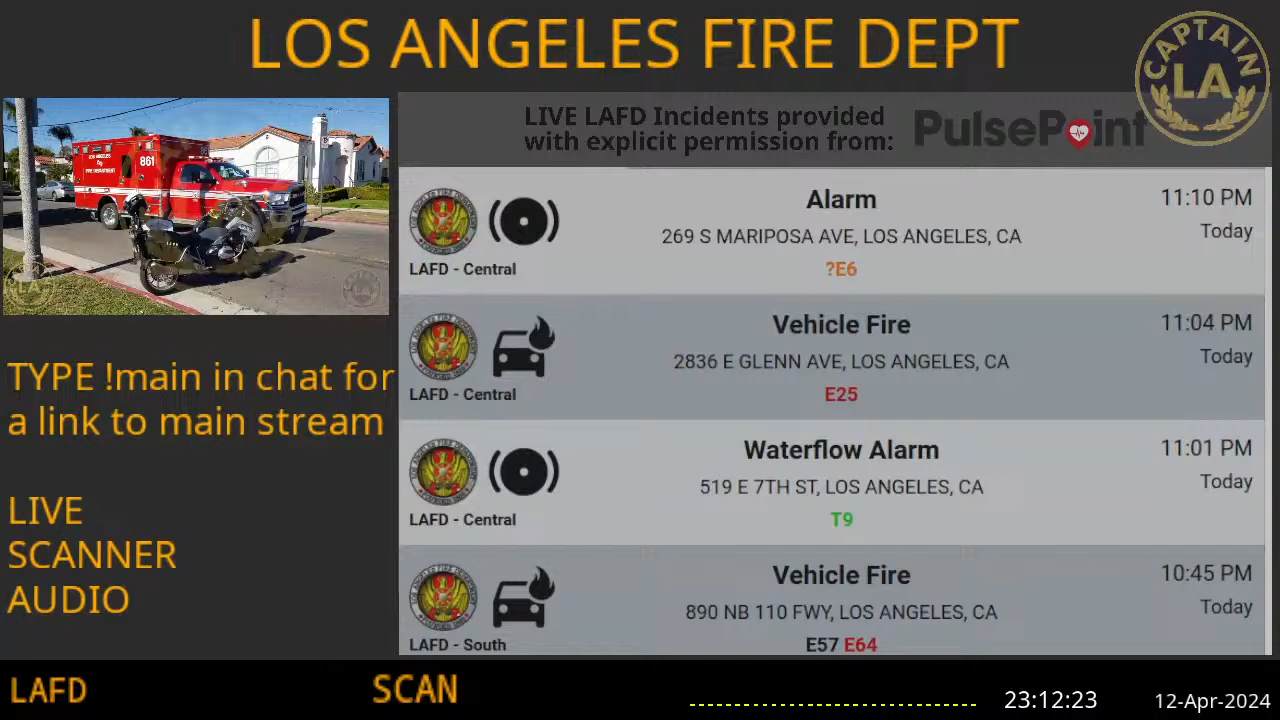 LOS ANGELES FIRE DEPT
CAPTAIN
LA
LIVE LAFD Incidents provided
with explicit permission from:
PulsePoint
LOS ANGELES
City
FIRE DEPARTMENT
861
Alarm
11:10 PM
269 S MARIPOSA AVE, LOS ANGELES, CA
Today
LAFD - Central
?E6
Vehicle Fire
11:04 PM
2836 E GLENN AVE, LOS ANGELES, CA
Today
LAFD - Central
E25
Waterflow Alarm
11:01 PM
519 E 7TH ST, LOS ANGELES, CA
Today
LAFD - Central
T9
Vehicle Fire
10:45 PM
890 NB 110 FWY, LOS ANGELES, CA
Today
LAFD - South
E57 E64
TYPE !main in chat for
a link to main stream
LIVE
SCANNER
AUDIO
LAFD
SCAN
23:12:23
12-Apr-2024